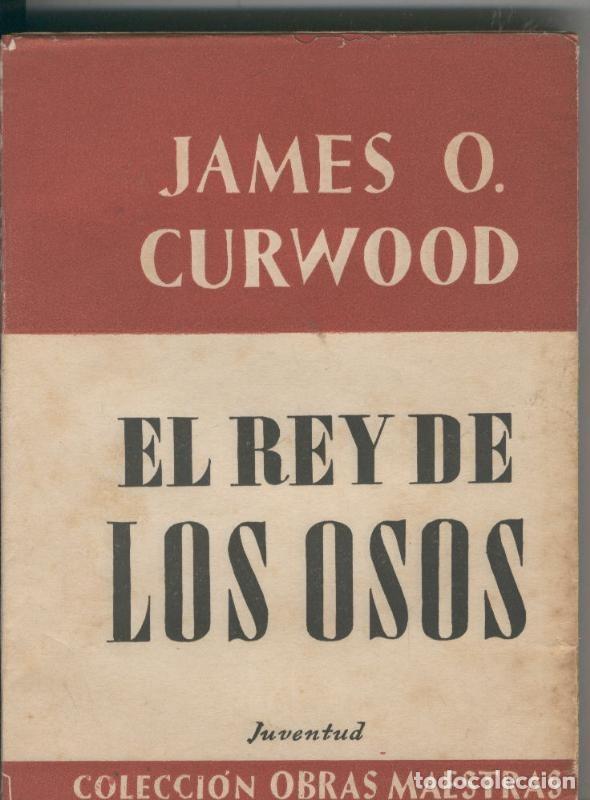 JAMES O.
CURWOOD
EL REY DE
LOS OSOS
Juventud
todocoleccion
COLECCIÓN OBRAS MAESTRAS